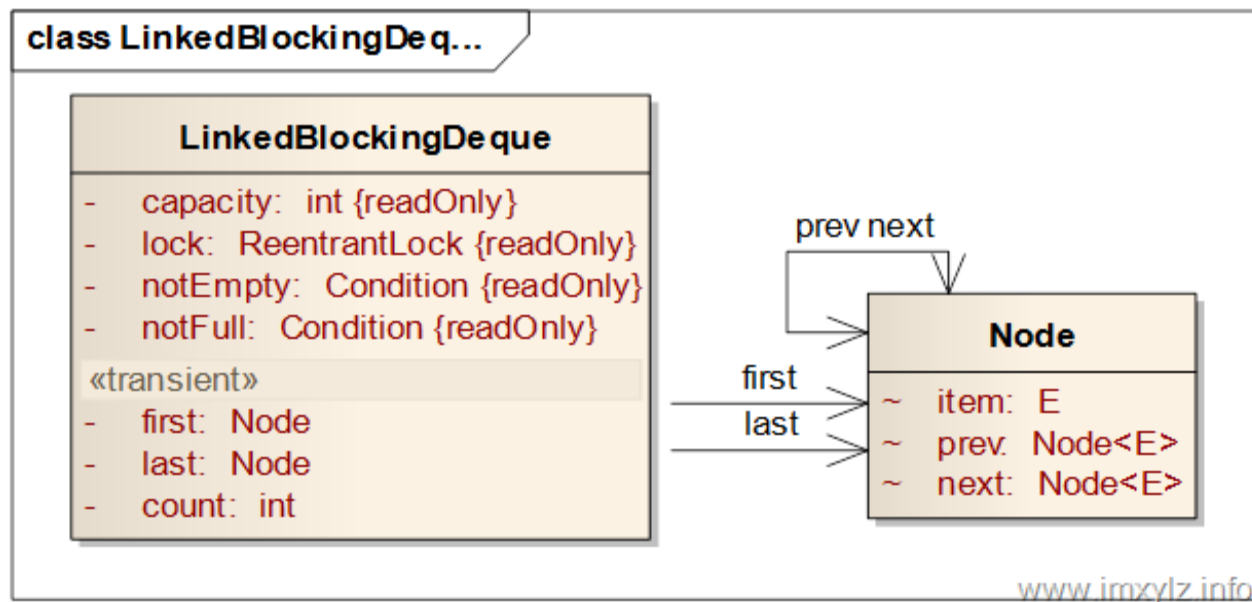 class LinkedBlockingDeq...
LinkedBlockingDeque
- capacity: int {readOnly}
- lock: ReentrantLock {readOnly}
- notEmpty: Condition {readOnly}
- notFull: Condition {readOnly}
«transient»
- first: Node
- last: Node
- count: int
prev next
first
last
Node
~ item: E
~ prev: Node<E>
~ next: Node<E>
www.imxylz.info